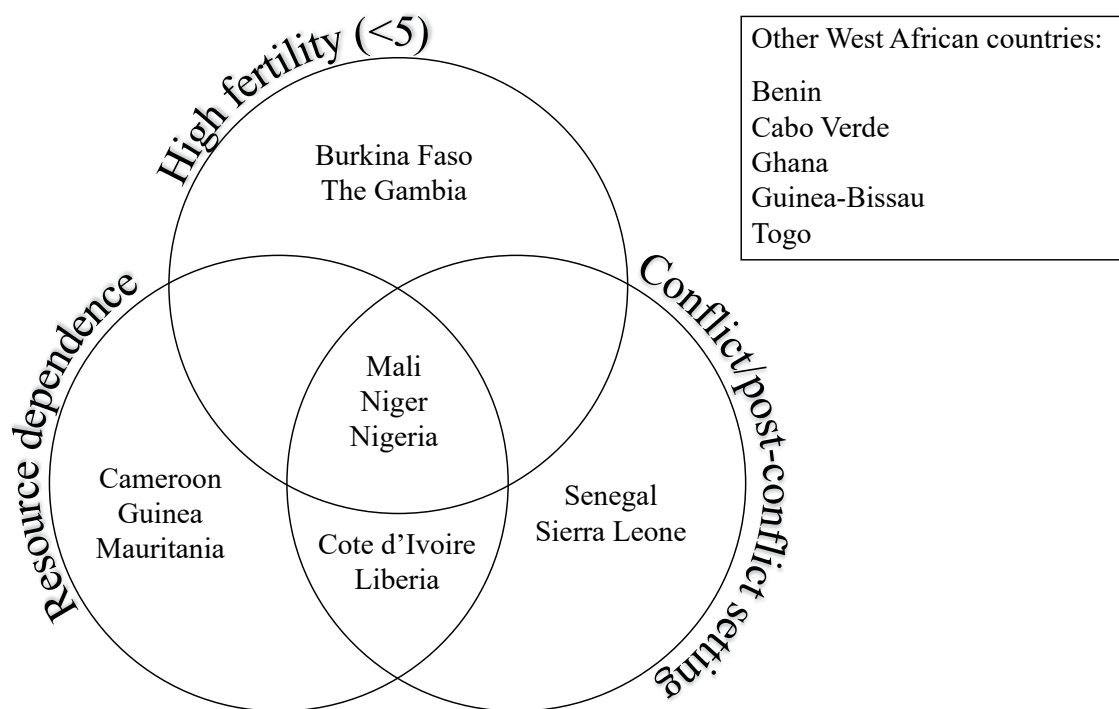 High fertility (<5)
Other West African countries:
Benin
Cabo Verde
Ghana
Guinea-Bissau
Togo
Burkina Faso
The Gambia
Resource dependence
Conflict/post-conflict setting
Mali
Niger
Nigeria
Cameroon
Guinea
Mauritania
Senegal
Sierra Leone
Cote d’Ivoire
Liberia